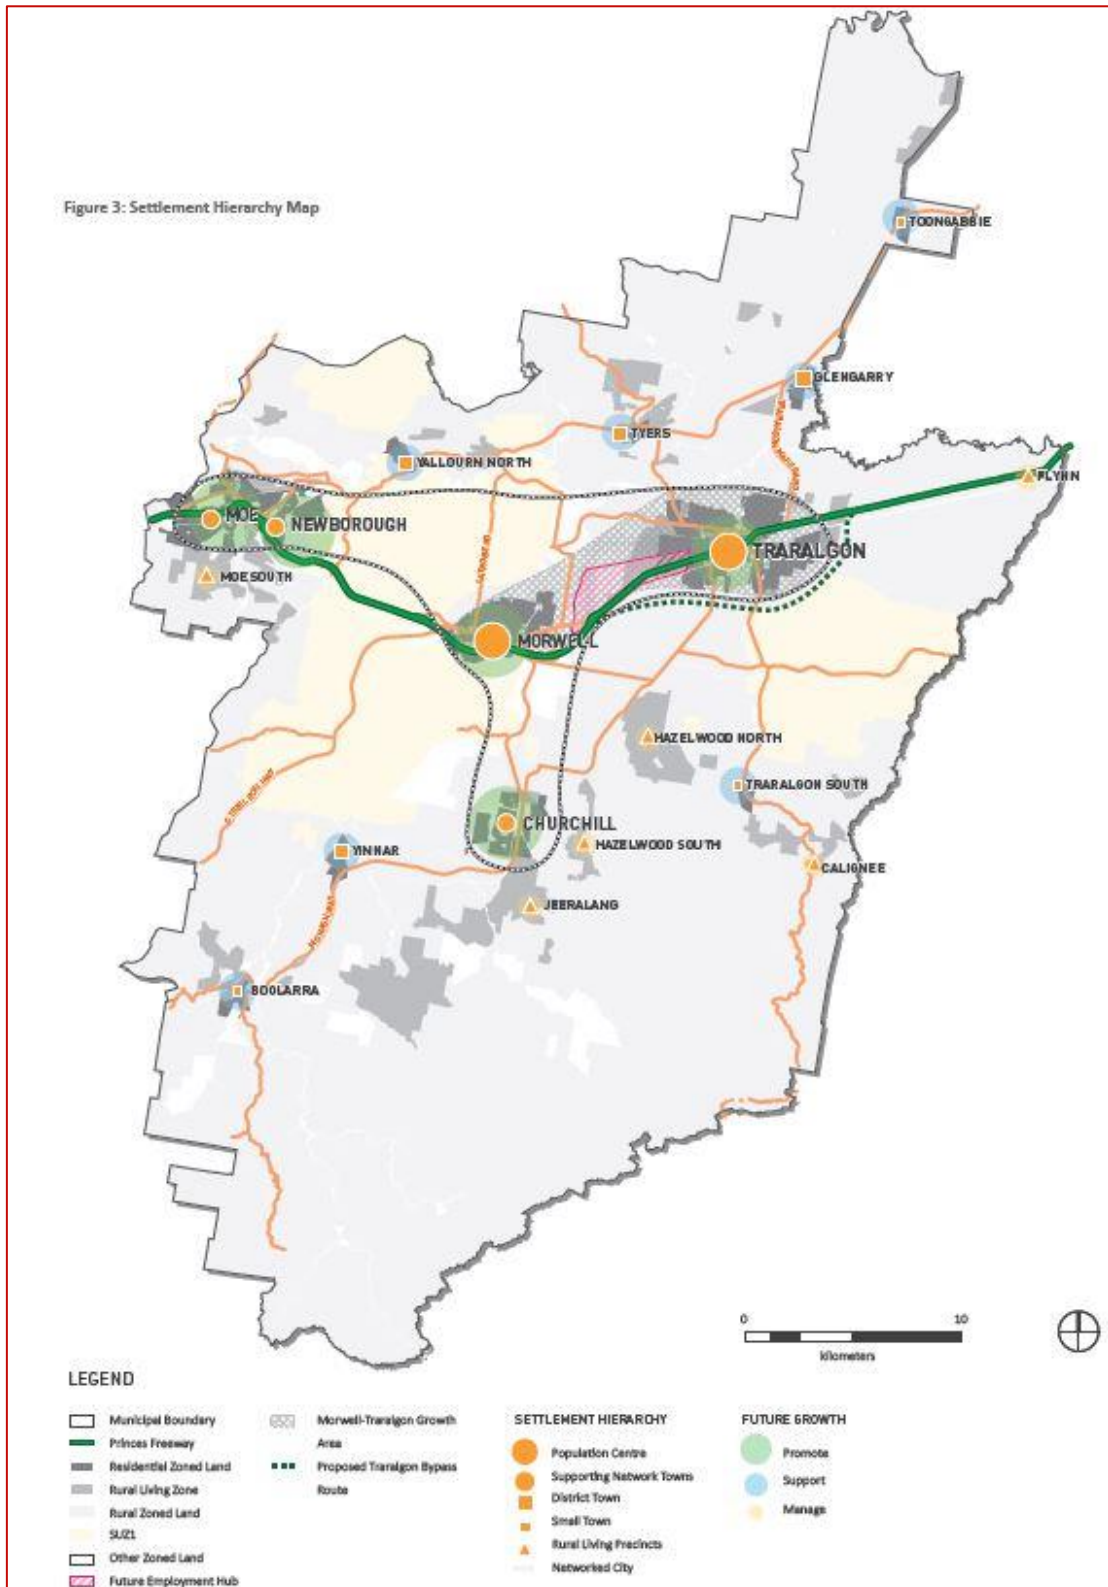 Figure 3: Settlement Hierarchy Map
TOONGABBIE
GLENGARRY
TYERS
YALLOURN NORTH
FLYNN
MOE
NEWBOROUGH
TRARALGON
MOE SOUTH
MORWELL
HAZELWOOD NORTH
TRARALGON SOUTH
CHURCHILL
HAZELWOOD SOUTH
YINNAR
CALIGNEE
JEERALANG
BOOLARRA
0 10
kilometers
LEGEND
Municipal Boundary
Princes Freeway
Residential Zoned Land
Rural Living Zone
Rural Zoned Land
SUZ1
Other Zoned Land
Future Employment Hub
Morwell-Traralgon Growth
Area
Proposed Traralgon Bypass
Route
SETTLEMENT HIERARCHY
Population Centre
Supporting Network Towns
District Town
Small Town
Rural Living Precincts
Networked City
FUTURE GROWTH
Promote
Support
Manage